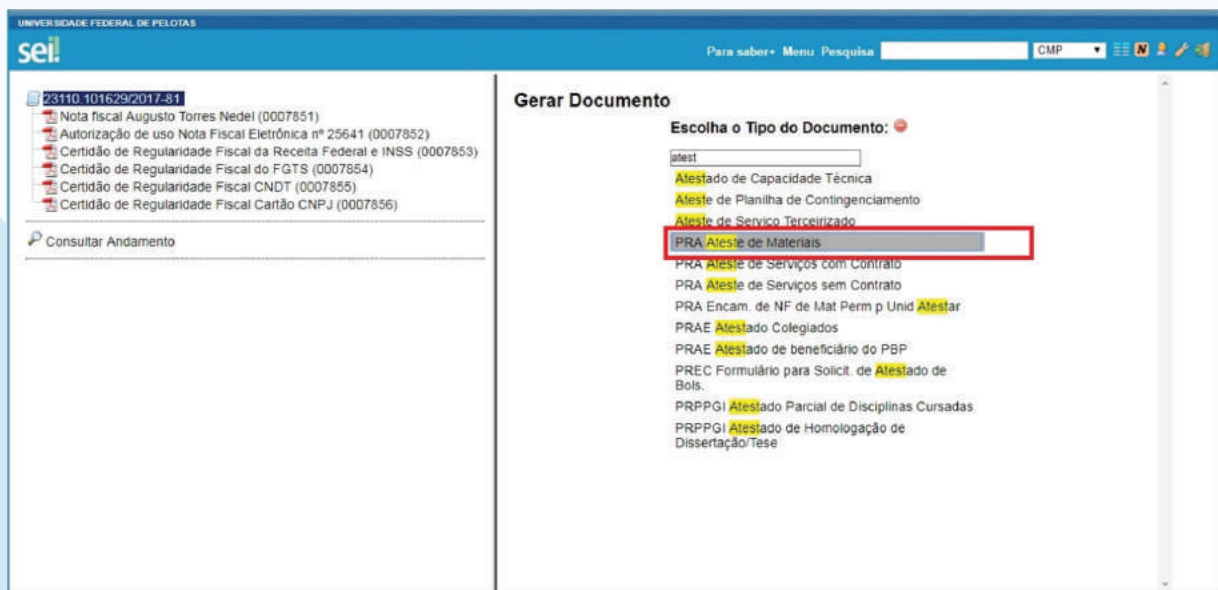 UNIVERSIDADE FEDERAL DE PELOTAS
sei!
Para saber+ Menu Pesquisa
CMP
N
23110.101629/2017-81
Nota fiscal Augusto Torres Nedel (0007851)
Autorização de uso Nota Fiscal Eletrônica nº 25641 (0007852)
Certidão de Regularidade Fiscal da Receita Federal e INSS (0007853)
Certidão de Regularidade Fiscal do FGTS (0007854)
Certidão de Regularidade Fiscal CNDT (0007855)
Certidão de Regularidade Fiscal Cartão CNPJ (0007856)
Consultar Andamento
Gerar Documento
Escolha o Tipo do Documento:
atest
Atestado de Capacidade Técnica
Ateste de Planilha de Contingenciamento
Ateste de Serviço Terceirizado
PRA Ateste de Materiais
PRA Ateste de Serviços com Contrato
PRA Ateste de Serviços sem Contrato
PRA Encam. de NF de Mat Perm p Unid Atestar
PRAE Atestado Colegiados
PRAE Atestado de beneficiário do PBP
PREC Formulário para Solicit. de Atestado de
Bols.
PRPPGI Atestado Parcial de Disciplinas Cursadas
PRPPGI Atestado de Homologação de
Dissertação/Tese